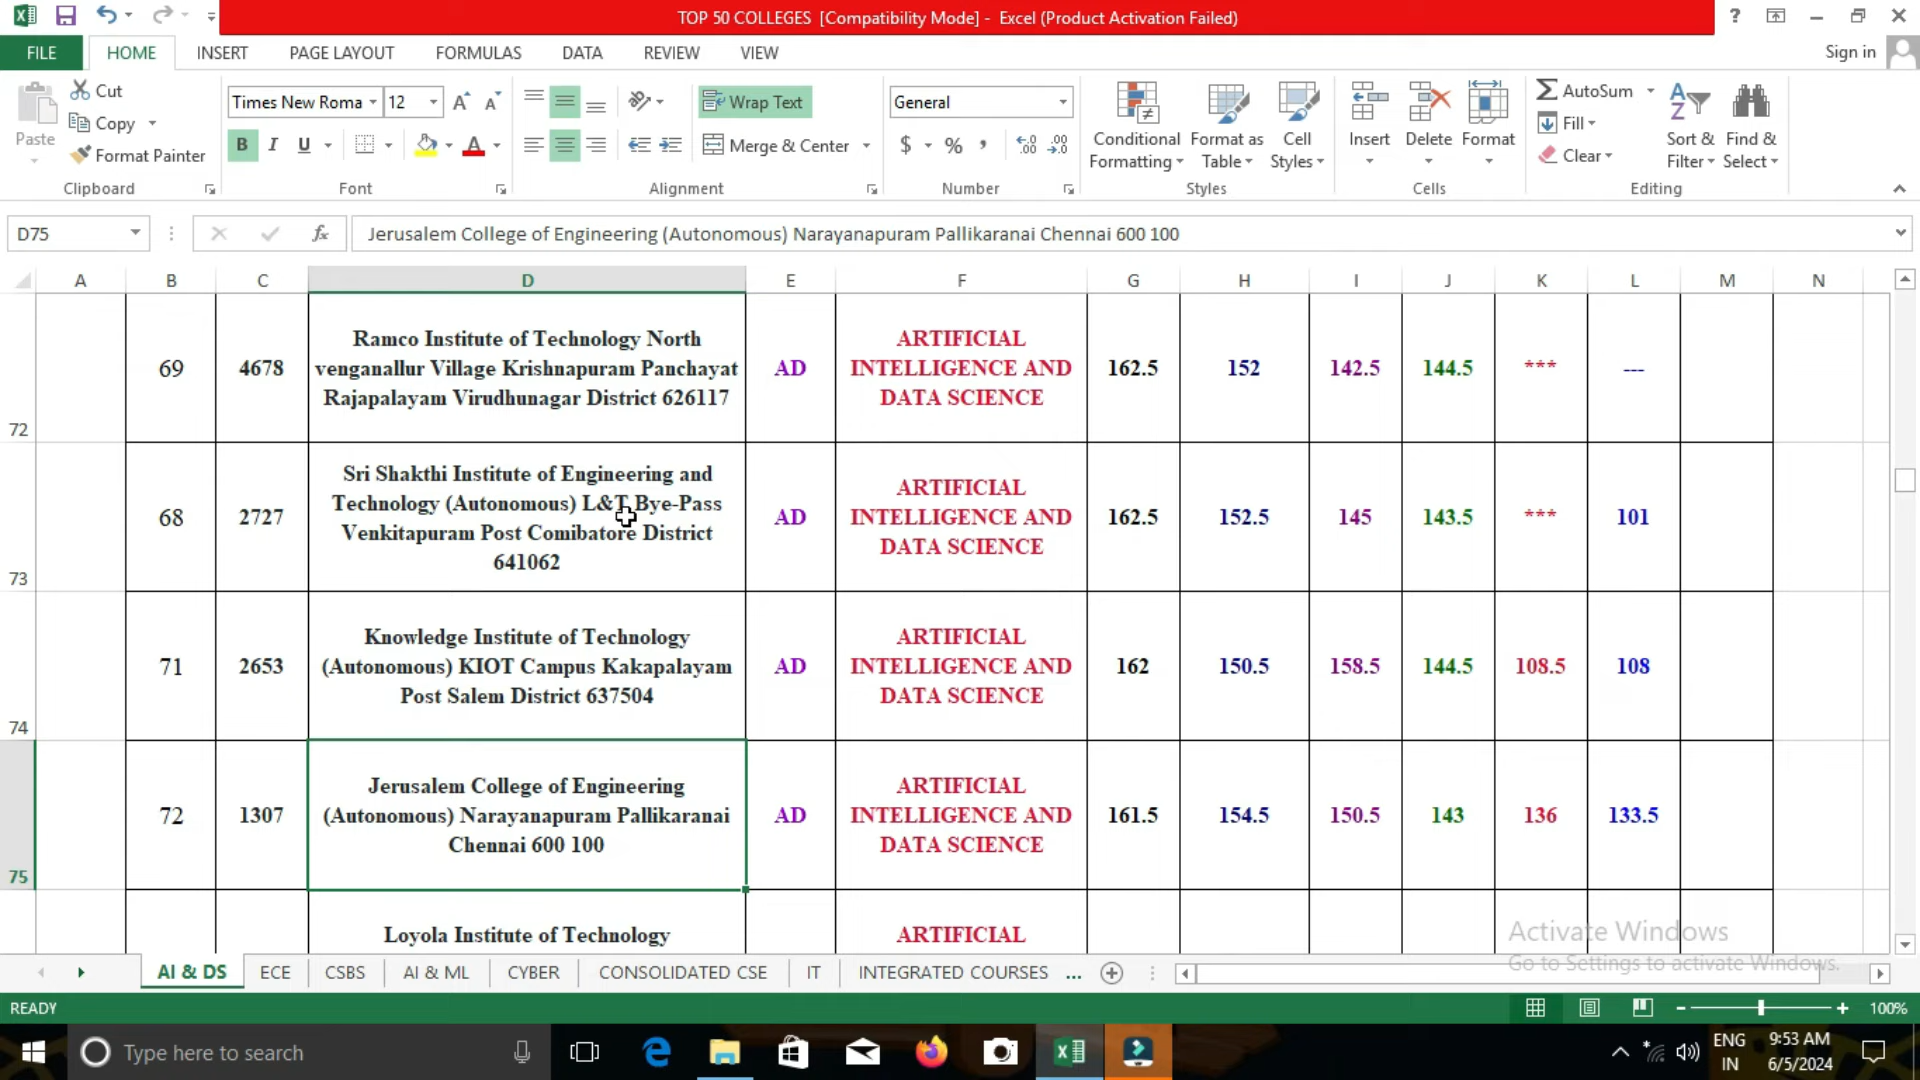 TOP 50 COLLEGES  [Compatibility Mode] -  Excel (Product Activation Failed)
?
FILE HOME INSERT PAGE LAYOUT FORMULAS DATA REVIEW VIEW Sign in
Paste
Cut
Copy
Format Painter
Clipboard
Times New Roma 12
B I U A
Font
Wrap Text
Merge & Center
Alignment
General
$ % ,
Number
Conditional Formatting
Format as Table
Cell Styles
Styles
Insert Delete Format
Cells
AutoSum
Fill
Clear
Sort & Filter
Find & Select
Editing
D75 fx Jerusalem College of Engineering (Autonomous) Narayanapuram Pallikaranai Chennai 600 100
A B C D E F G H I J K L M N
Ramco Institute of Technology North ARTIFICIAL
69 4678 venganallur Village Krishnapuram Panchayat AD INTELLIGENCE AND 162.5 152 142.5 144.5 *** ---
Rajapalayam Virudhunagar District 626117 DATA SCIENCE
72
Sri Shakthi Institute of Engineering and ARTIFICIAL
Technology (Autonomous) L&T Bye-Pass
68 2727 AD INTELLIGENCE AND 162.5 152.5 145 143.5 *** 101
Venkitapuram Post Comibatore District DATA SCIENCE
641062
73
Knowledge Institute of Technology ARTIFICIAL
71 2653 (Autonomous) KIOT Campus Kakapalayam AD INTELLIGENCE AND 162 150.5 158.5 144.5 108.5 108
Post Salem District 637504 DATA SCIENCE
74
Jerusalem College of Engineering ARTIFICIAL
72 1307 (Autonomous) Narayanapuram Pallikaranai AD INTELLIGENCE AND 161.5 154.5 150.5 143 136 133.5
Chennai 600 100 DATA SCIENCE
75
Loyola Institute of Technology ARTIFICIAL
Activate Windows
Go to Settings to activate Windows.
AI & DS ECE CSBS AI & ML CYBER CONSOLIDATED CSE IT INTEGRATED COURSES ...
READY 100%
Type here to search
ENG 9:53 AM
IN 6/5/2024